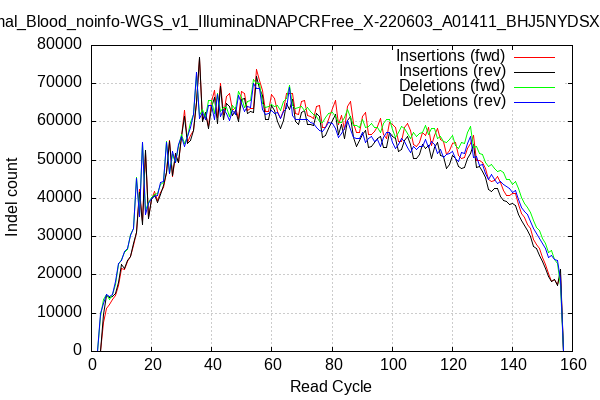 nal_Blood_noinfo-WGS_v1_IlluminaDNAPCRFree_X-220603_A01411_BHJ5NYDSX
80000
70000
60000
50000
40000
30000
20000
10000
0
Indel count
Insertions (fwd)
Insertions (rev)
Deletions (fwd)
Deletions (rev)
0 20 40 60 80 100 120 140 160
Read Cycle